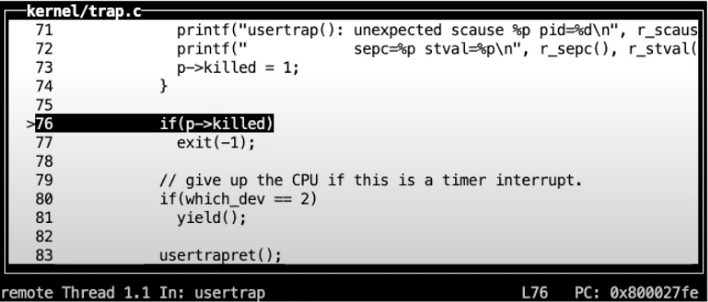 kernel/trap.c
71 printf("usertrap(): unexpected scause %p pid=%d\n", r_scaus
72 printf("            sepc=%p stval=%p\n", r_sepc(), r_stval(
73 p->killed = 1;
74 }
75
>76 if(p->killed)
77 exit(-1);
78
79 // give up the CPU if this is a timer interrupt.
80 if(which_dev == 2)
81 yield();
82
83 usertrapret();
remote Thread 1.1 In: usertrap L76 PC: 0x800027fe